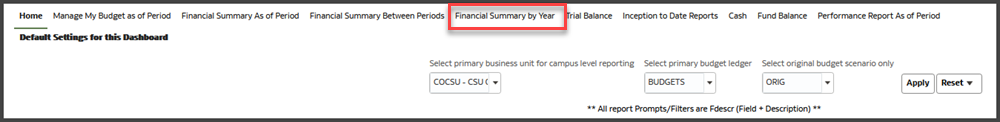 Home Manage My Budget as of Period Financial Summary As of Period Financial Summary Between Periods Financial Summary by Year Trial Balance Inception to Date Reports Cash Fund Balance Performance Report As of Period
Default Settings for this Dashboard
Select primary business unit for campus level reporting Select primary budget ledger Select original budget scenario only
COCSU - CSU C BUDGETS ORIG Apply Reset
** All report Prompts/Filters are Fdescr (Field + Description) **